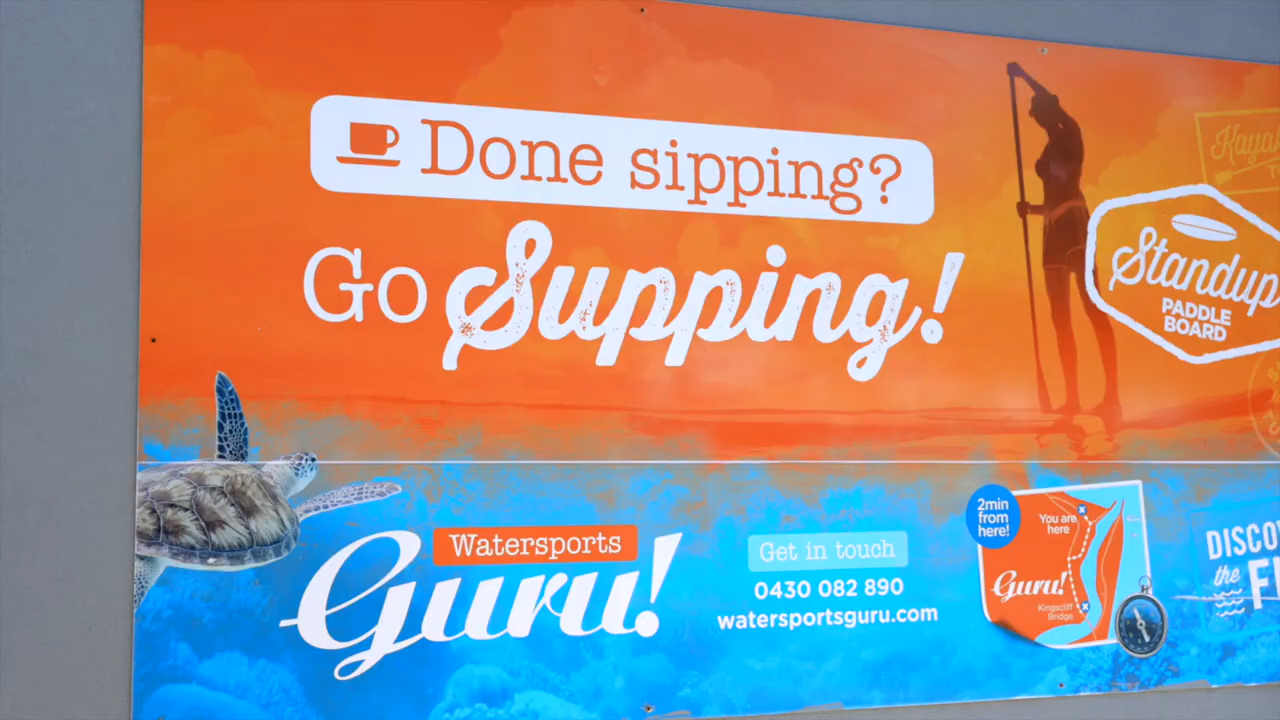 Done sipping?
Go Supping!
Standup
PADDLE
BOARD
Watersports
Guru!
Get in touch
0430 082 890
watersportsguru.com
2min
from
here!
You are
here
Guru!
Kingscliff
Bridge
the